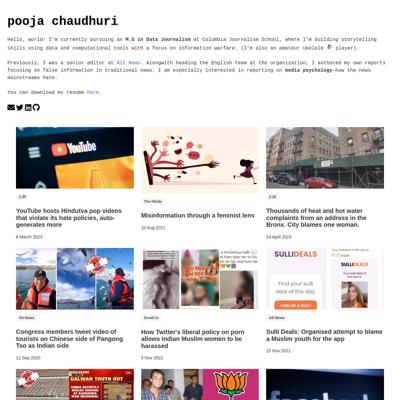 pooja chaudhuri
Hello, world! I'm currently pursuing an M.S in Data Journalism at Columbia Journalism School, where I'm building storytelling
skills using data and computational tools with a focus on information warfare. (I'm also an amateur ukelele player).
Previously, I was a senior editor at Alt News. Alongwith heading the English team at the organization, I authored my own reports
focusing on false information in traditional news. I am especially interested in reporting on media psychology—how the news
mainstreams hate.
You can download my resume here.
YouTube
CJR
YouTube hosts Hindutva pop videos
that violate its hate policies, auto-
generates more
8 March 2023
The Hindu
Misinformation through a feminist lens
10 Aug 2021
CJS
Thousands of heat and hot water
complaints from an address in the
Bronx. City blames one woman.
14 April 2023
Alt News
Congress members tweet video of
tourists on Chinese side of Pangong
Tso as Indian side
11 Sep 2020
Scroll.in
How Twitter's liberal policy on porn
allows Indian Muslim women to be
harassed
5 Nov 2021
SULLIDEALS
Find your sulli
deal of the day
FIND ME A SULLI
Your sulli deal of
the day is
Alt News
Sulli Deals: Organised attempt to blame
a Muslim youth for the app
15 Nov 2021
GALWAN TRUTH OUT